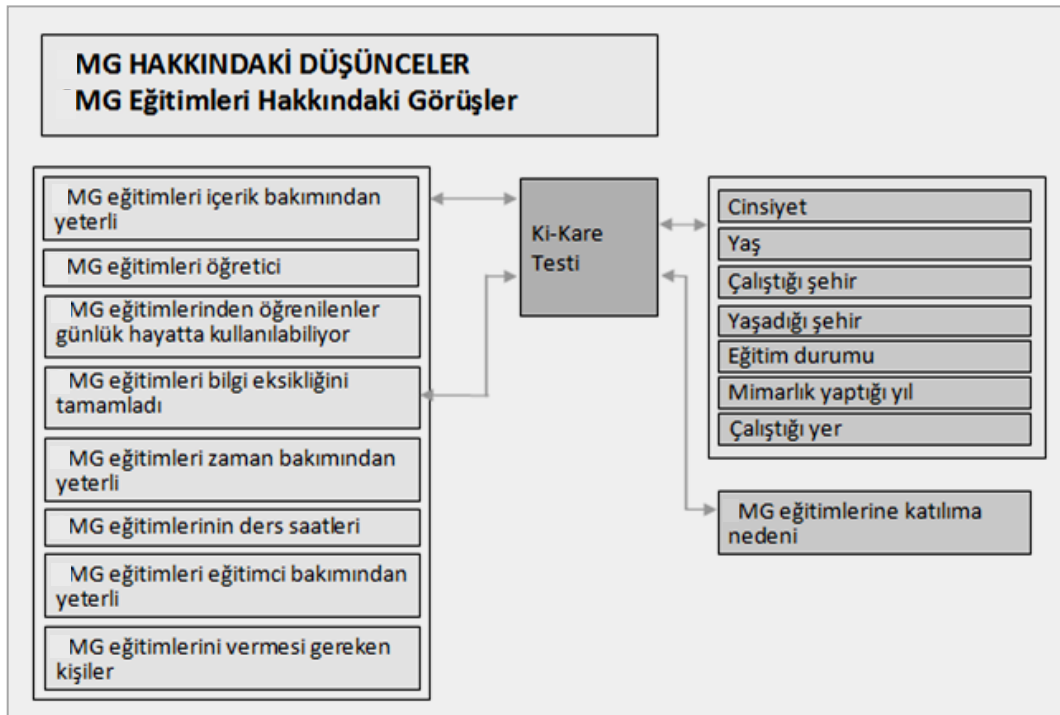 MG HAKKINDAKİ DÜŞÜNCELER
MG Eğitimleri Hakkındaki Görüşler
MG eğitimleri içerik bakımından
yeterli
MG eğitimleri öğretici
MG eğitimlerinden öğrenilenler
günlük hayatta kullanılabiliyor
MG eğitimleri bilgi eksikliğini
tamamladı
MG eğitimleri zaman bakımından
yeterli
MG eğitimlerinin ders saatleri
MG eğitimleri eğitimci bakımından
yeterli
MG eğitimlerini vermesi gereken
kişiler
Ki-Kare
Testi
Cinsiyet
Yaş
Çalıştığı şehir
Yaşadığı şehir
Eğitim durumu
Mimarlık yaptığı yıl
Çalıştığı yer
MG eğitimlerine katılıma
nedeni